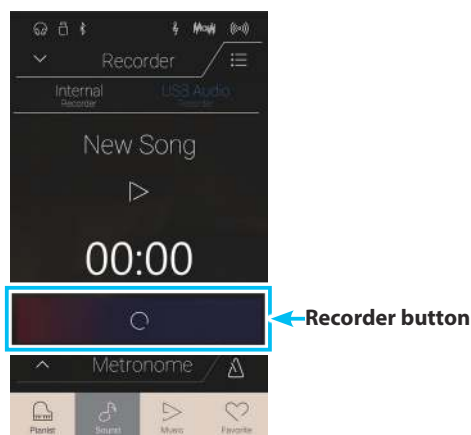 Recorder
Internal
Recorder
USB Audio
Recorder
New Song
00:00
Recorder button
Metronome
Pianist
Sound
Music
Favorite